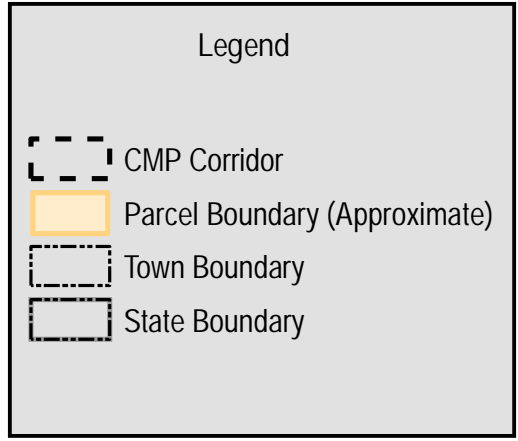 Legend
CMP Corridor
Parcel Boundary (Approximate)
Town Boundary
State Boundary